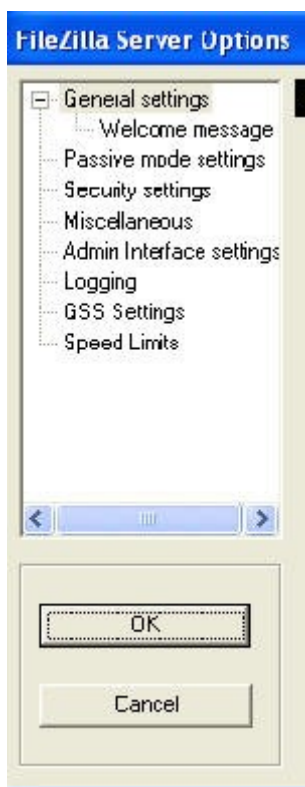 FileZilla Server Options
General settings
Welcome message
Passive mode settings
Security settings
Miscellaneous
Admin Interface settings
Logging
GSS Settings
Speed Limits
OK
Cancel